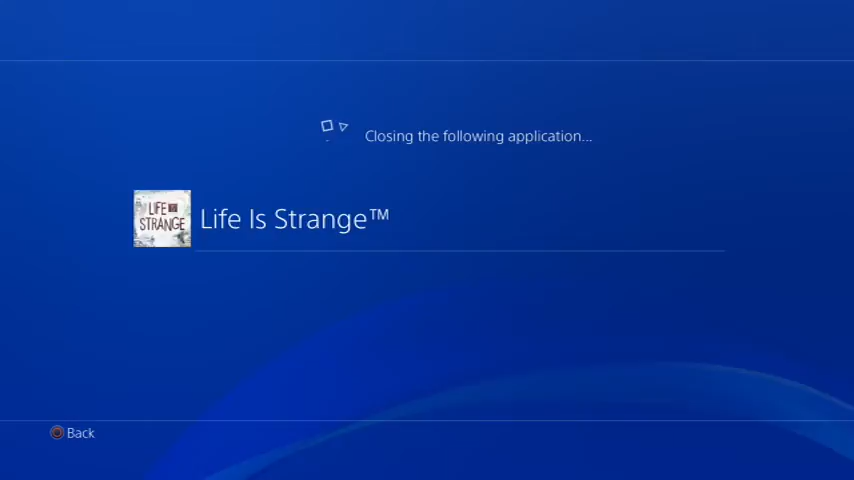 Closing the following application...
LIFE IS
STRANGE
Life Is Strange™
Back